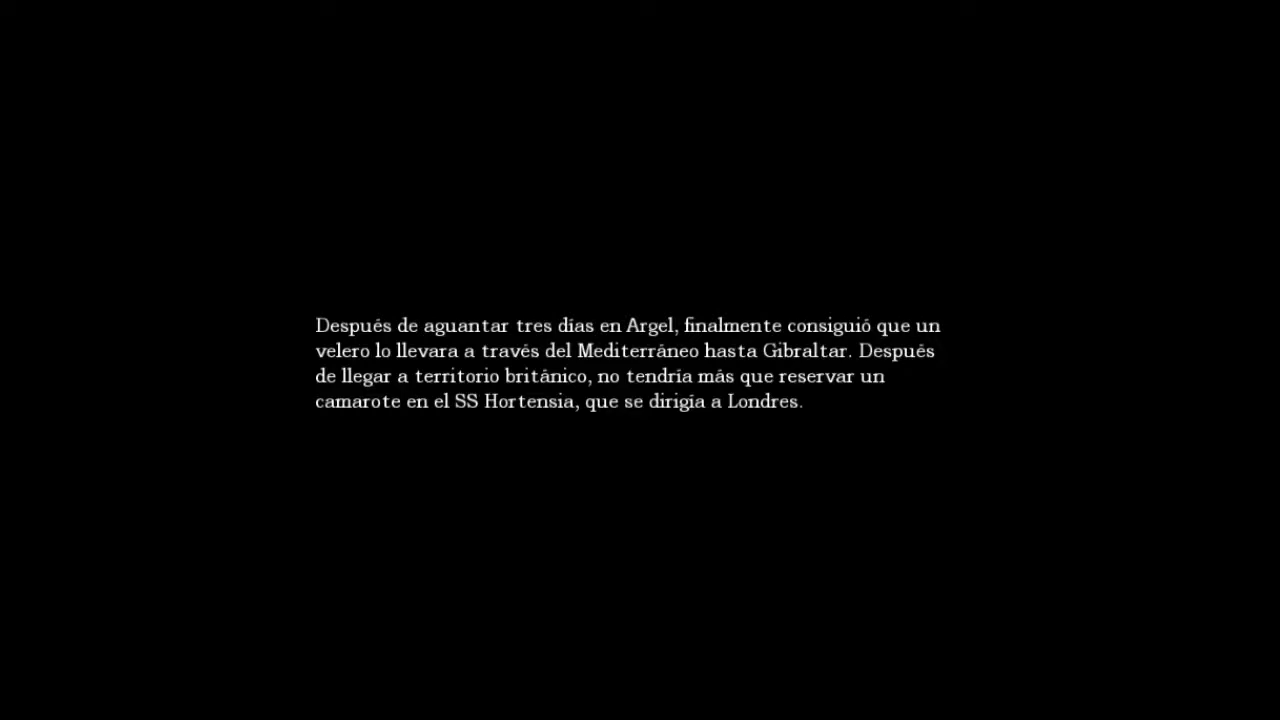 Después de aguantar tres días en Argel, finalmente consiguió que un
velero lo llevara a través del Mediterráneo hasta Gibraltar. Después
de llegar a territorio británico, no tendría más que reservar un
camarote en el SS Hortensia, que se dirigía a Londres.